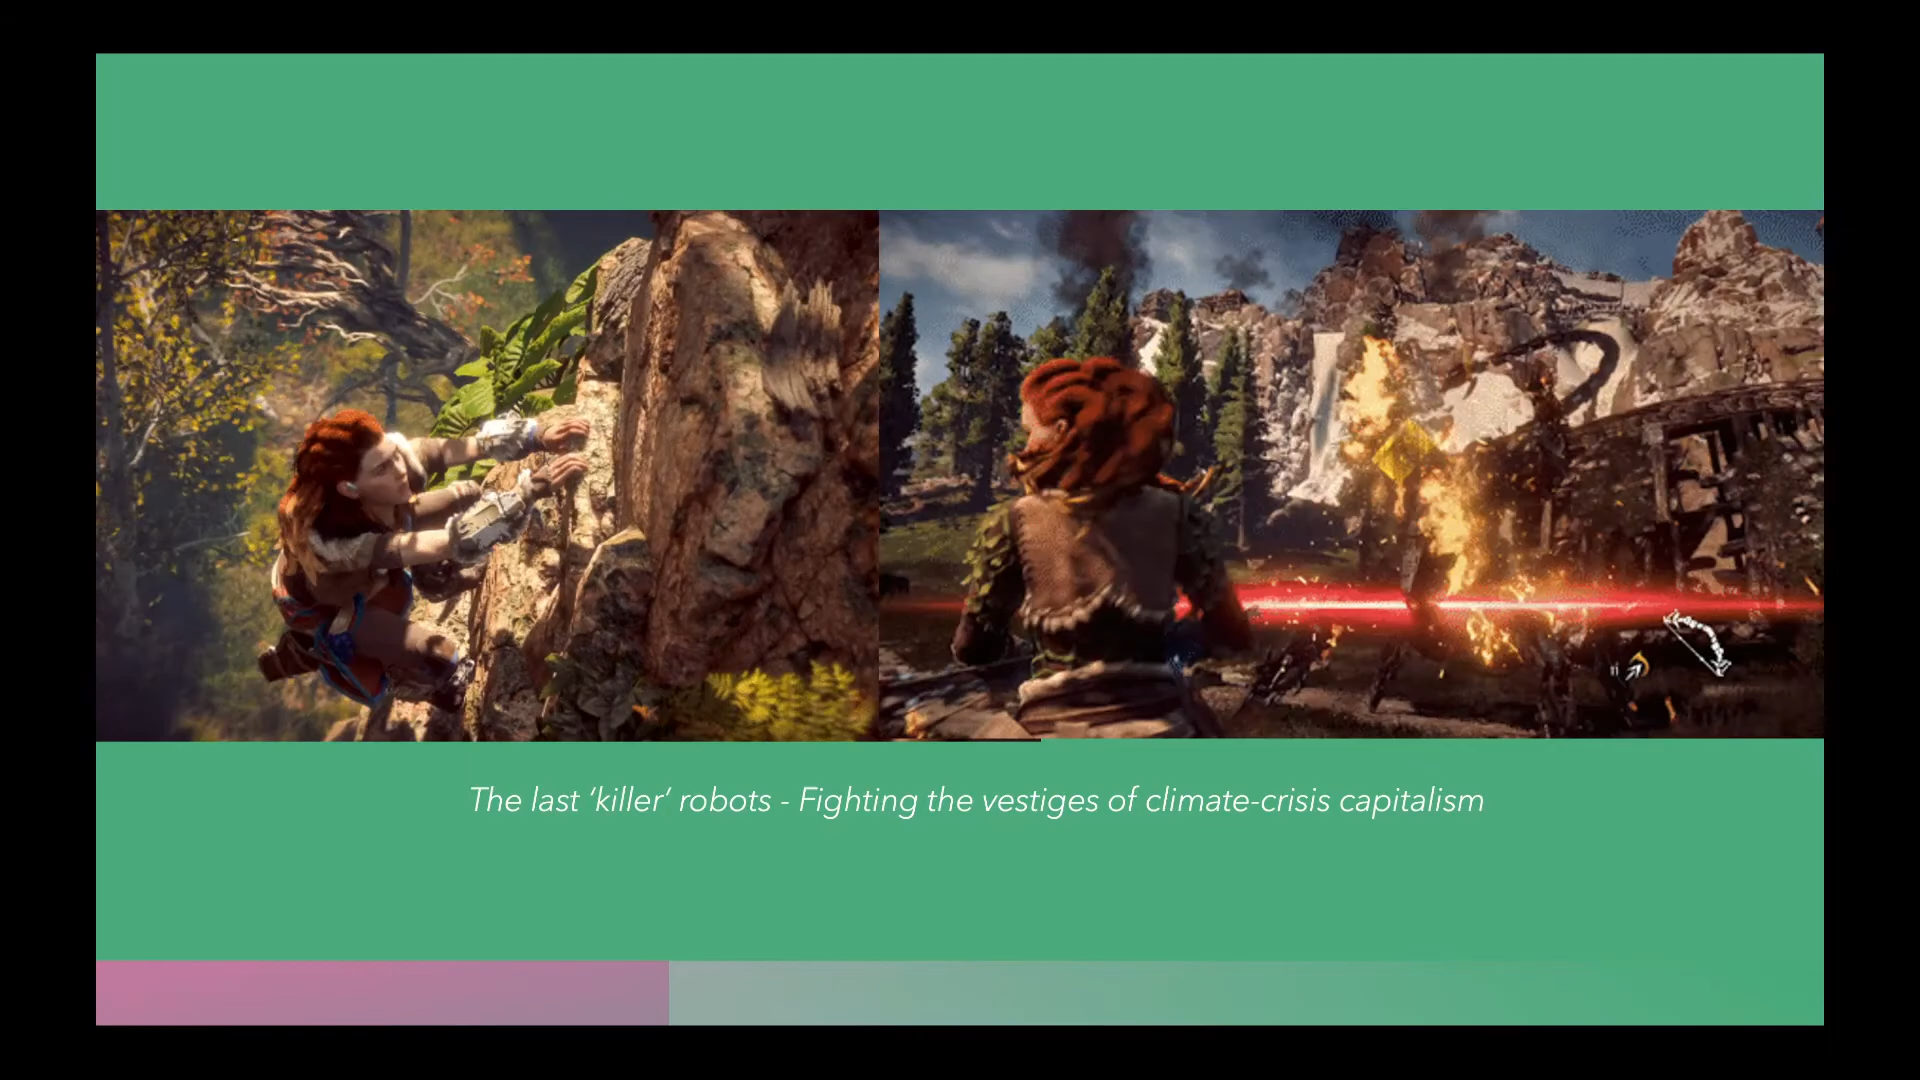 The last ‘killer’ robots - Fighting the vestiges of climate-crisis capitalism